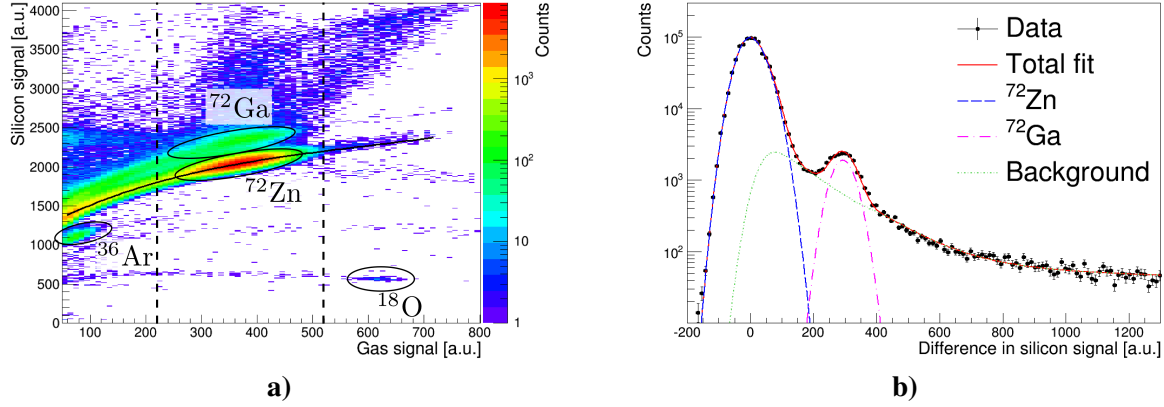 Silicon signal [a.u.]
4000
3500
3000
2500
2000
1500
1000
500
0
100 200 300 400 500 600 700 800
Gas signal [a.u.]
⁷²Ga
⁷²Zn
³⁶Ar
¹⁸O
Counts
10³
10²
10
1
a)
Counts
10⁵
10⁴
10³
10²
-200 0 200 400 600 800 1000 1200
Difference in silicon signal [a.u.]
Data
Total fit
⁷²Zn
⁷²Ga
Background
b)